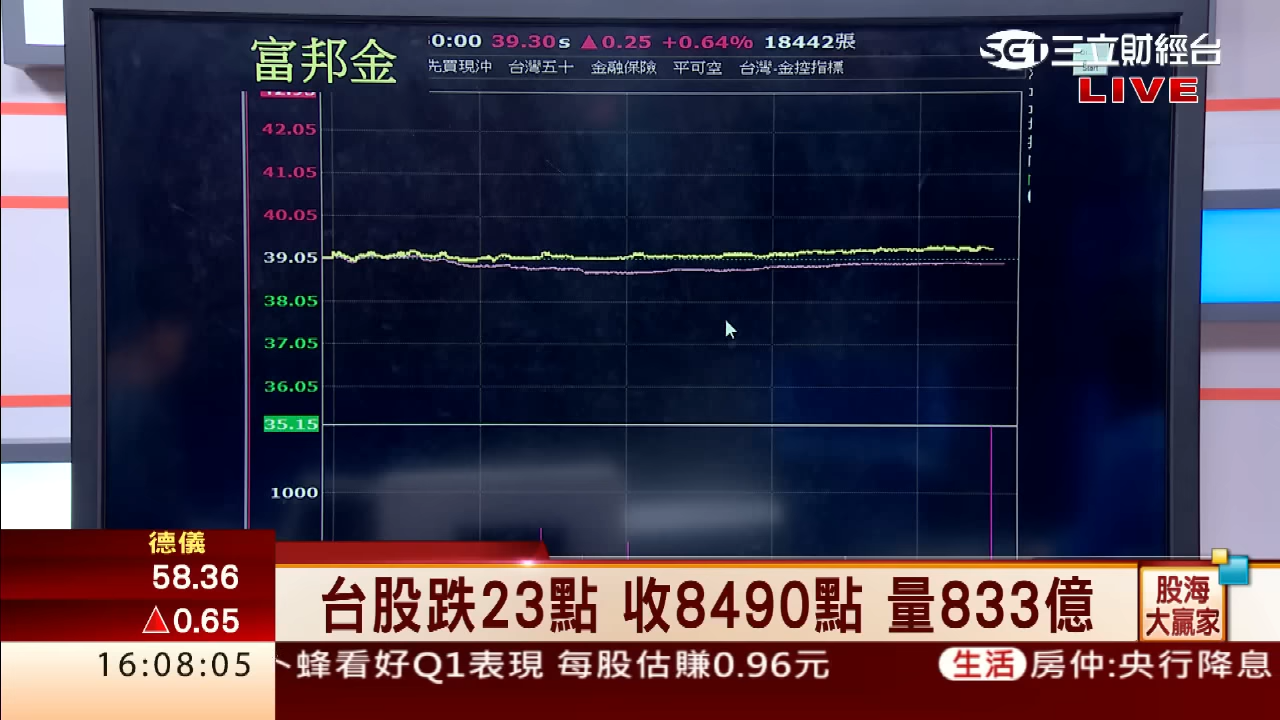 富邦金
0:00 39.30s ▲0.25 +0.64% 18442張
先買現沖 台灣五十 金融保險 平可空 台灣-金控指標
SET三立財經台
LIVE
42.05
41.05
40.05
39.05
38.05
37.05
36.05
35.15
1000
德儀
58.36
△0.65
台股跌23點 收8490點 量833億
股海
大贏家
16:08:05
卜蜂看好Q1表現 每股估賺0.96元
生活 房仲:央行降息